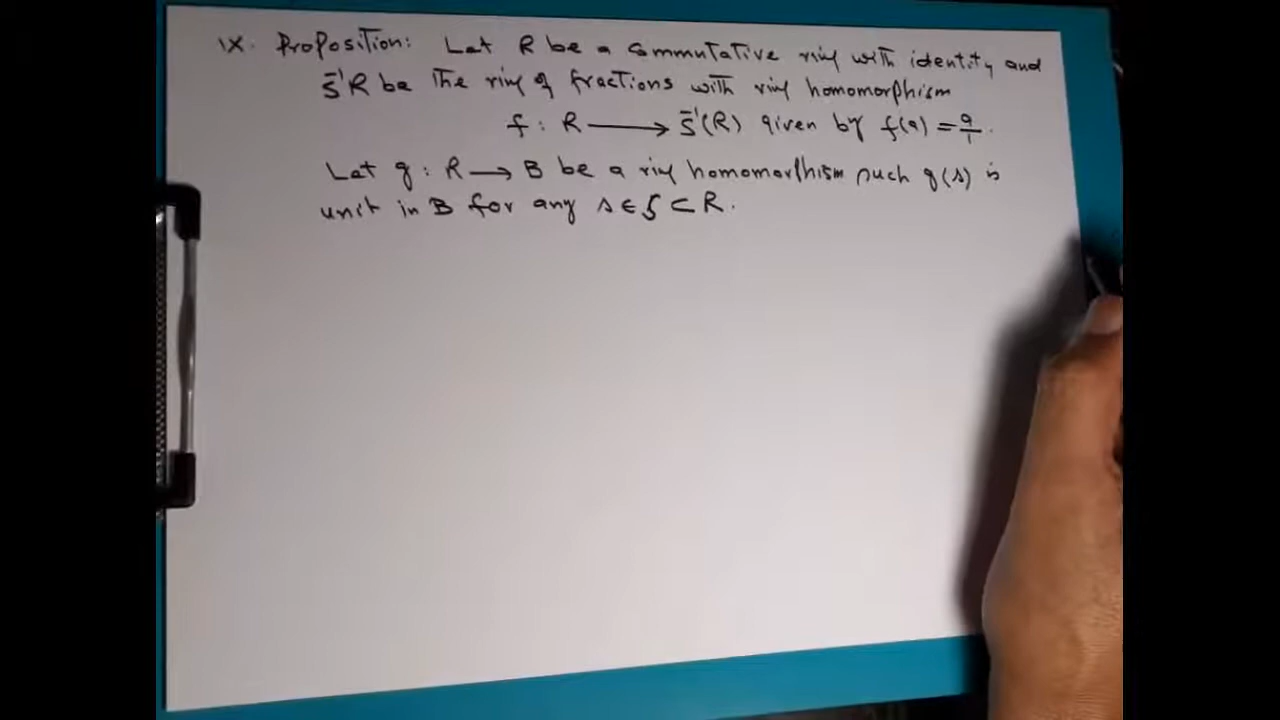 IX. Proposition: Let R be a commutative ring with identity and
S⁻¹R be the ring of fractions with ring homomorphism
f : R ⟶ S⁻¹(R) given by f(a) = a/1.
Let g : R → B be a ring homomorphism such g(s) is
unit in B for any s ∈ S ⊂ R.